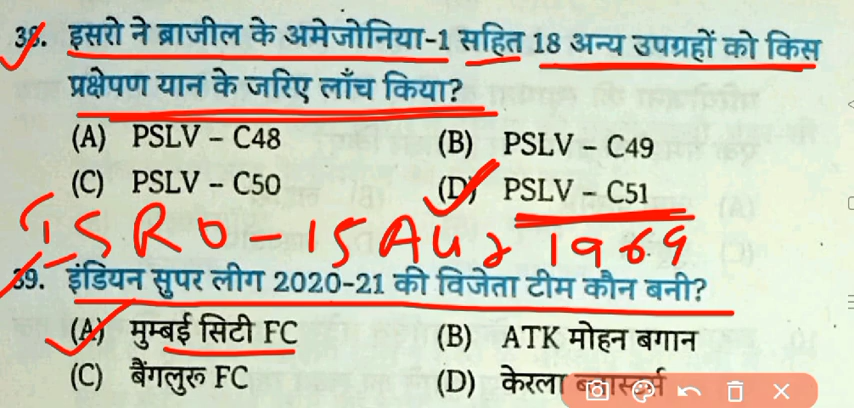 38. इसरो ने ब्राजील के अमेजोनिया-1 सहित 18 अन्य उपग्रहों को किस
प्रक्षेपण यान के जरिए लाँच किया?
(A) PSLV – C48 (B) PSLV – C49
(C) PSLV – C50 (D) PSLV – C51
ISRO – 15 Aug 1969
39. इंडियन सुपर लीग 2020-21 की विजेता टीम कौन बनी?
(A) मुम्बई सिटी FC (B) ATK मोहन बगान
(C) बैंगलुरू FC (D) केरला